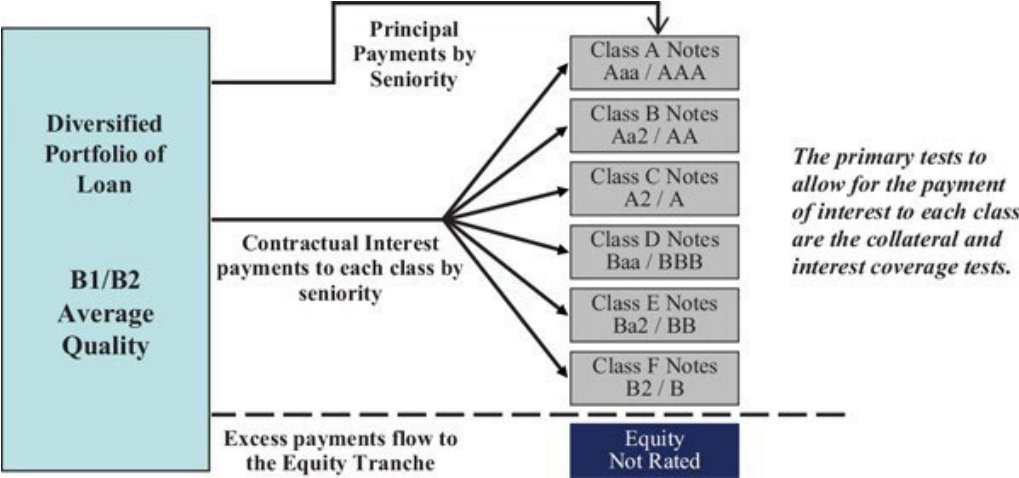 Diversified
Portfolio of
Loan
B1/B2
Average
Quality
Principal
Payments by
Seniority
Contractual Interest
payments to each class by
seniority
Excess payments flow to
the Equity Tranche
Class A Notes
Aaa / AAA
Class B Notes
Aa2 / AA
Class C Notes
A2 / A
Class D Notes
Baa / BBB
Class E Notes
Ba2 / BB
Class F Notes
B2 / B
Equity
Not Rated
The primary tests to
allow for the payment
of interest to each class
are the collateral and
interest coverage tests.